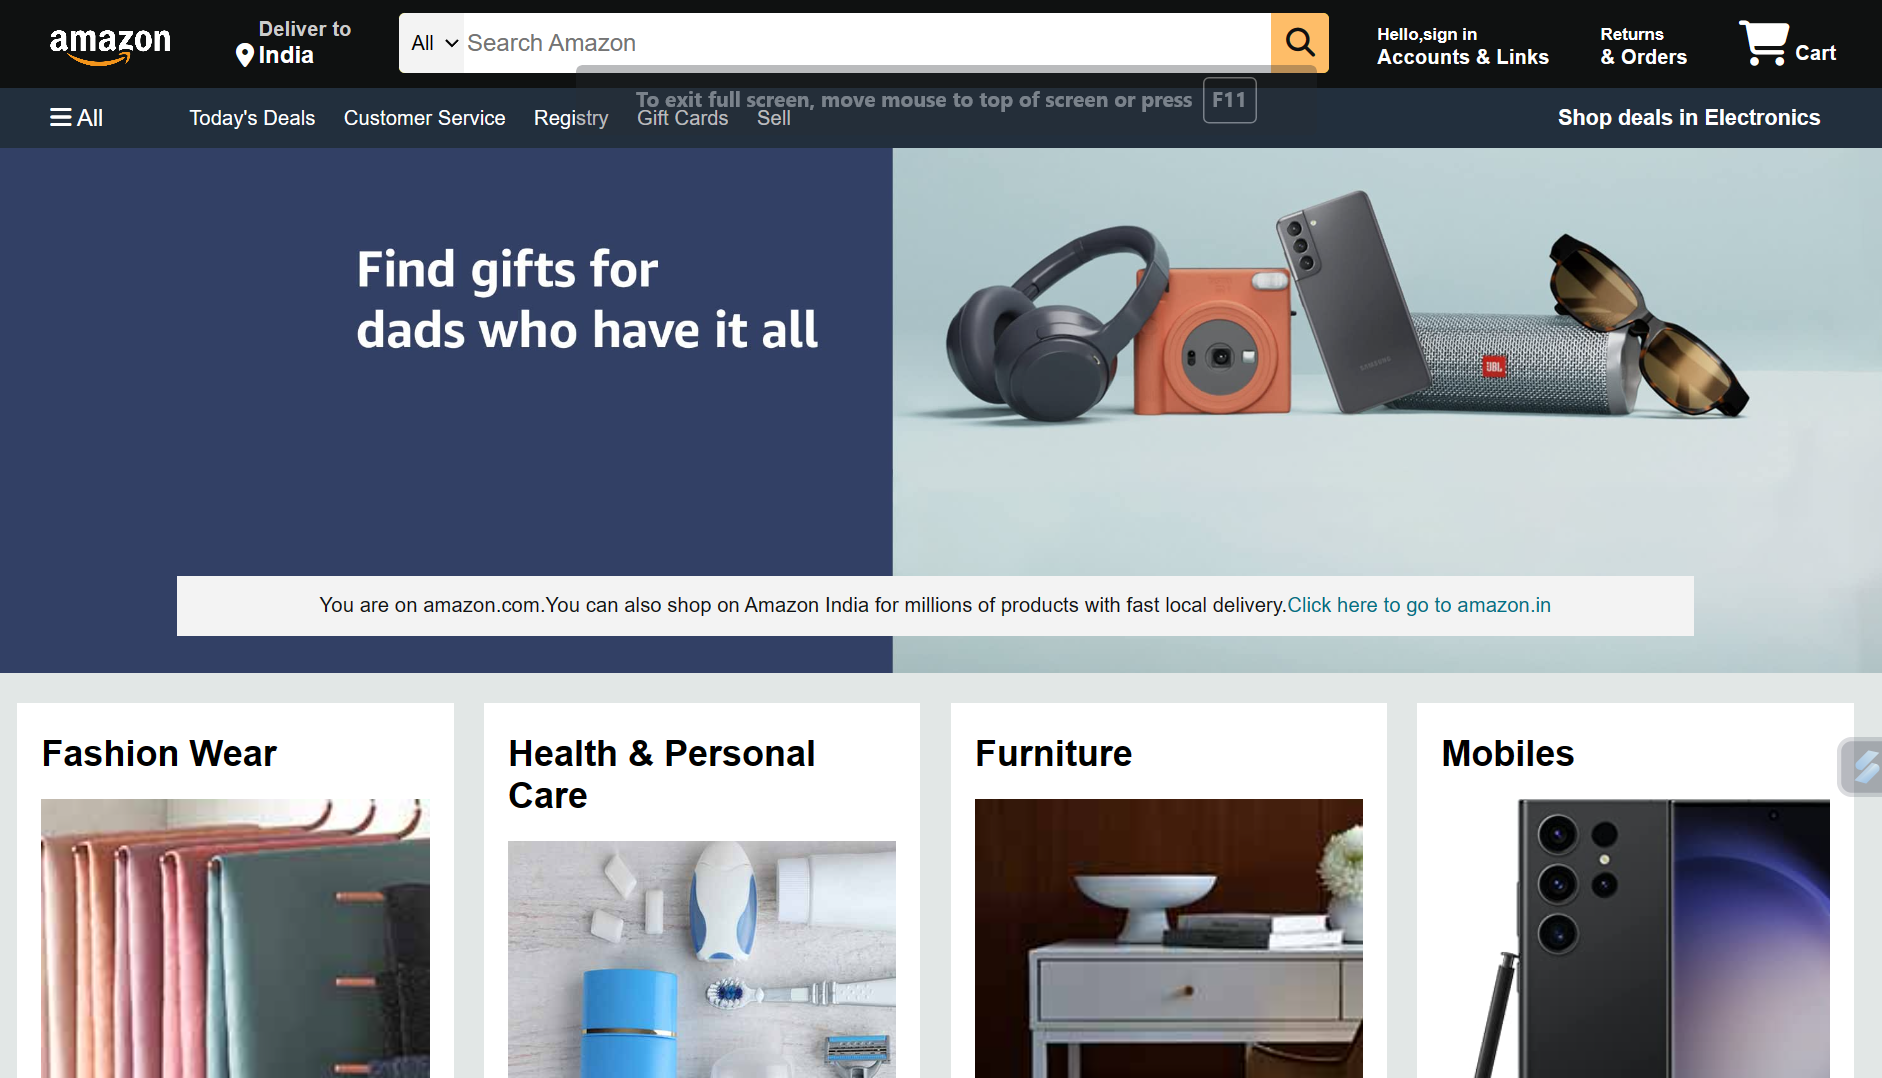 amazon
Deliver to
India
All
Search Amazon
Hello,sign in
Accounts & Links
Returns
& Orders
Cart
To exit full screen, move mouse to top of screen or press F11
All
Today's Deals
Customer Service
Registry
Gift Cards
Sell
Shop deals in Electronics
Find gifts for
dads who have it all
SAMSUNG
JBL
You are on amazon.com.You can also shop on Amazon India for millions of products with fast local delivery.Click here to go to amazon.in
Fashion Wear
Health & Personal
Care
Furniture
Mobiles